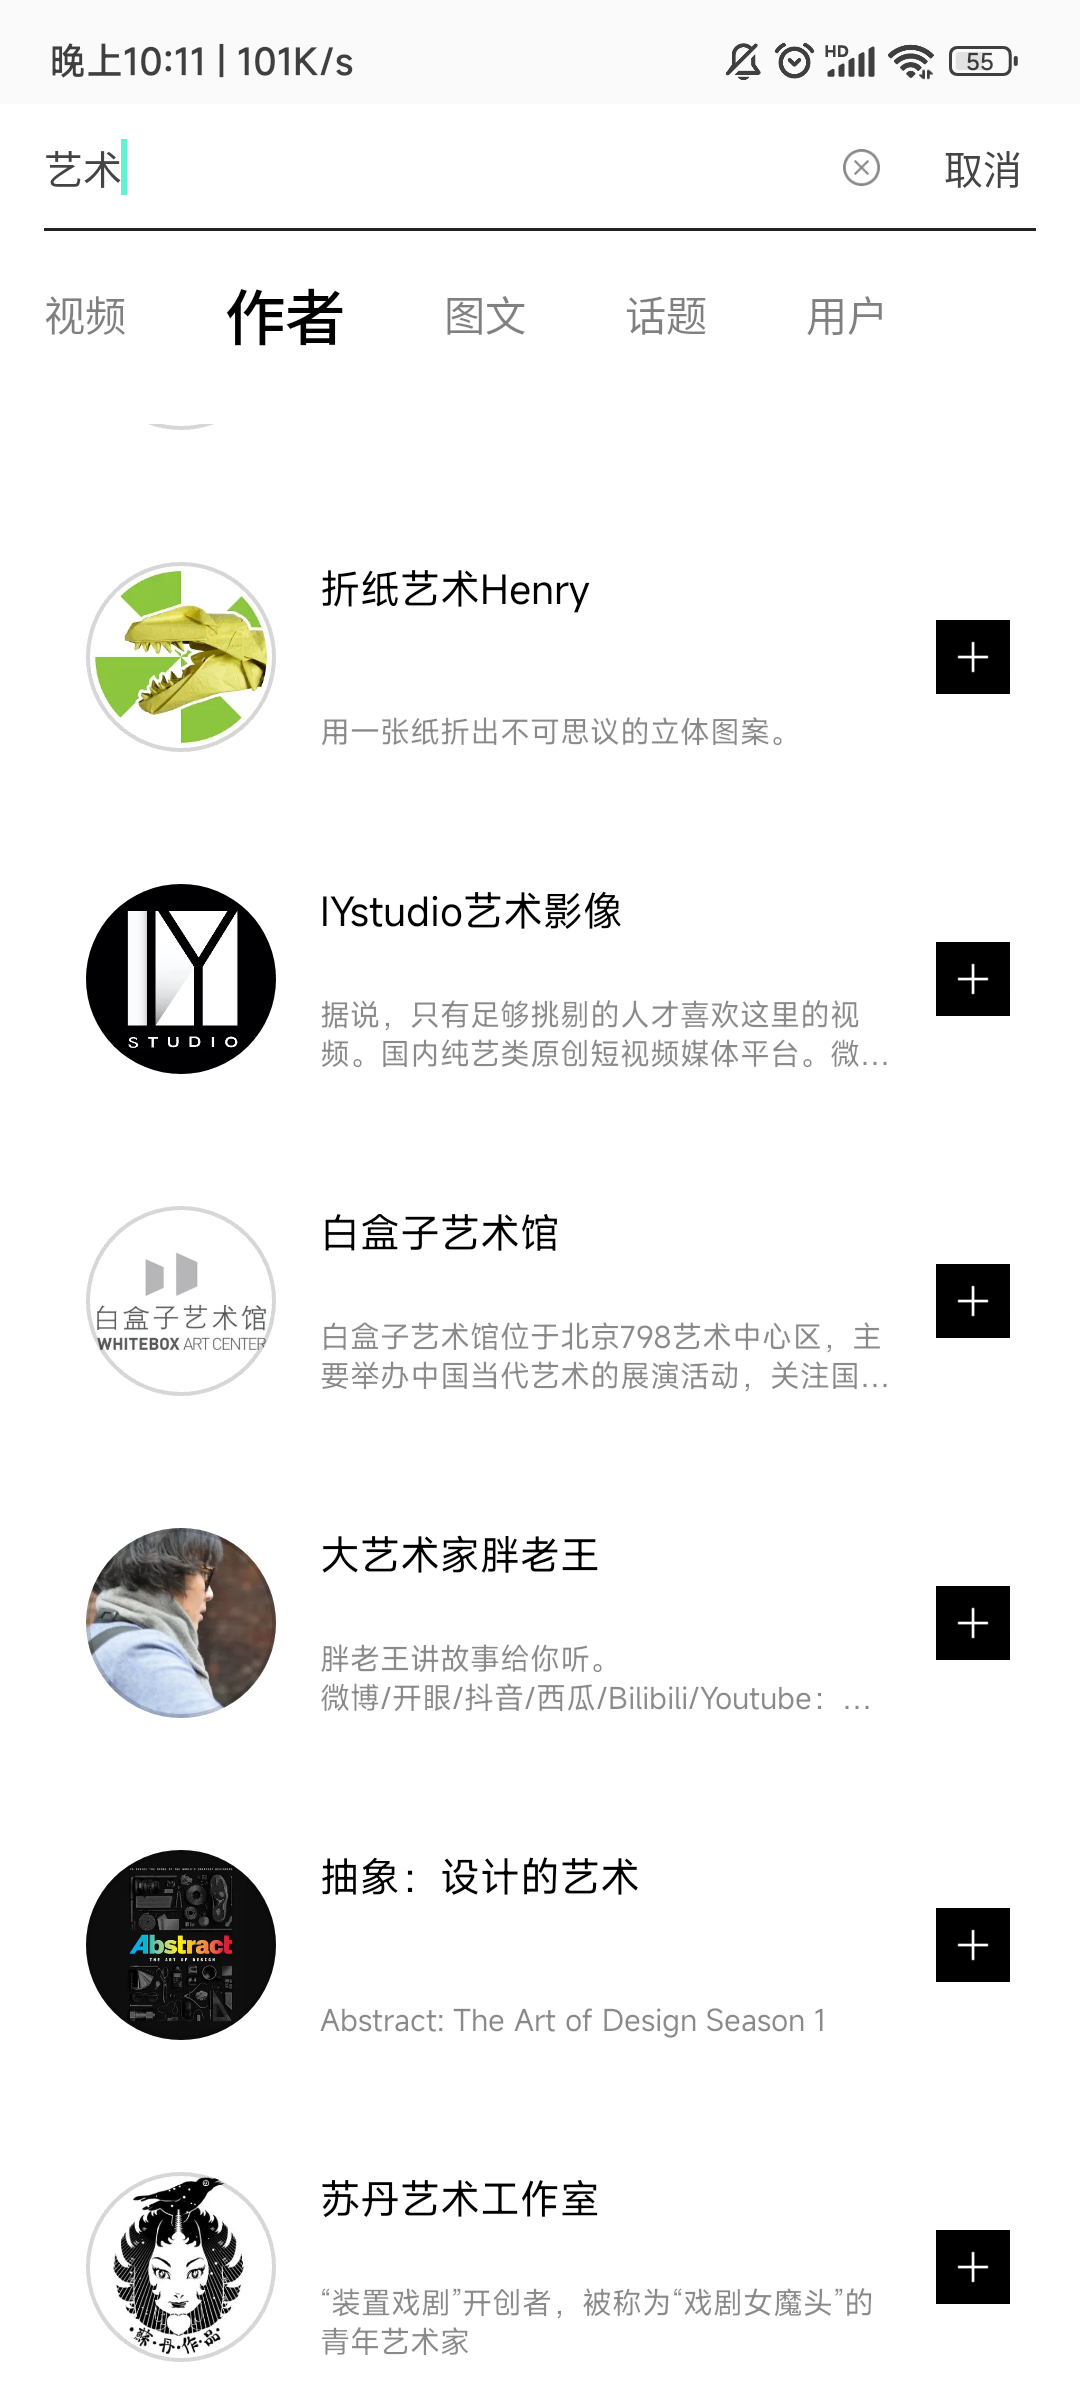 晚上10:11 | 101K/s
HD
55
艺术
取消
视频
作者
图文
话题
用户
折纸艺术Henry
用一张纸折出不可思议的立体图案。
IY
STUDIO
IYstudio艺术影像
据说，只有足够挑剔的人才喜欢这里的视
频。国内纯艺类原创短视频媒体平台。微...
白盒子艺术馆
WHITEBOX ART CENTER
白盒子艺术馆
白盒子艺术馆位于北京798艺术中心区，主
要举办中国当代艺术的展演活动，关注国...
大艺术家胖老王
胖老王讲故事给你听。
微博/开眼/抖音/西瓜/Bilibili/Youtube：...
Abstract
THE ART OF DESIGN
抽象：设计的艺术
Abstract: The Art of Design Season 1
蘇·丹·作·品
苏丹艺术工作室
“装置戏剧”开创者，被称为“戏剧女魔头”的
青年艺术家